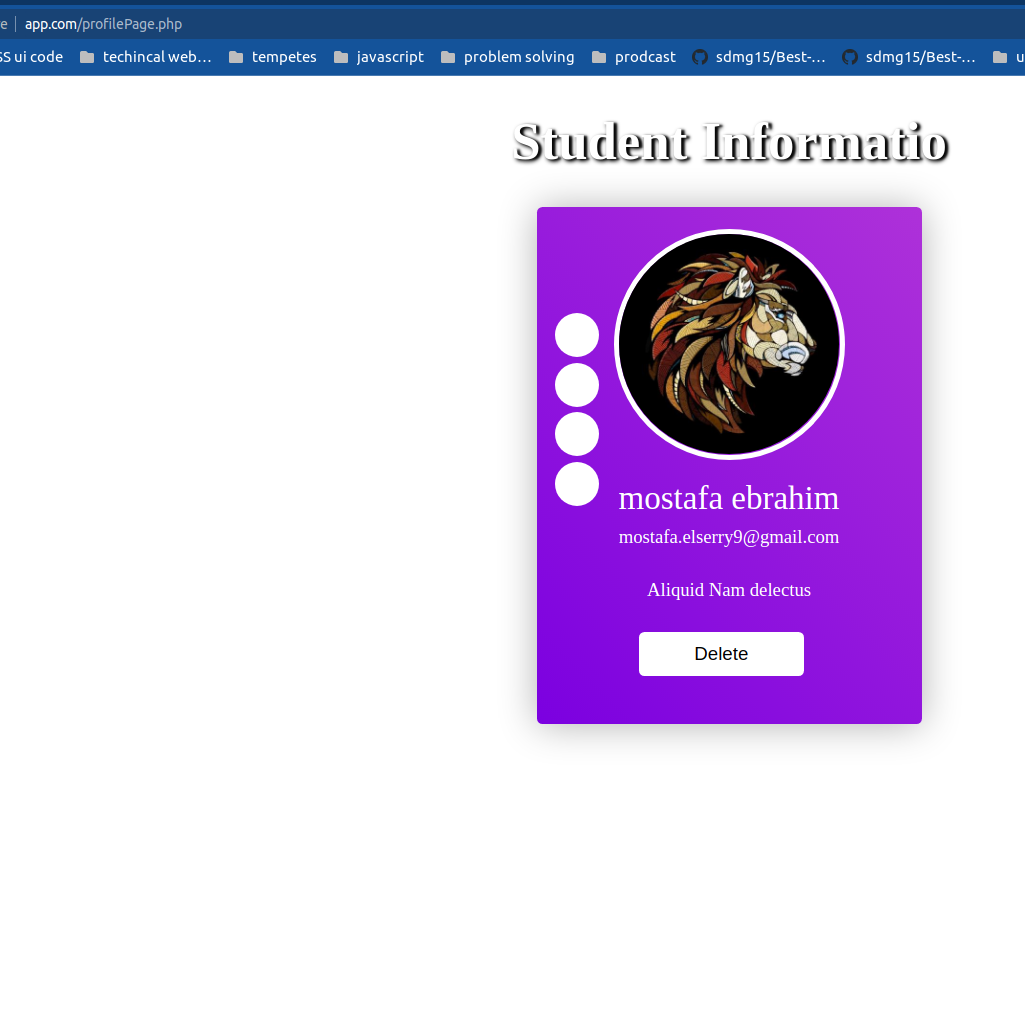 e app.com/profilePage.php
SS ui code techincal web… tempetes javascript problem solving prodcast sdmg15/Best-… sdmg15/Best-… u
Student Informatio
mostafa ebrahim
mostafa.elserry9@gmail.com
Aliquid Nam delectus
Delete